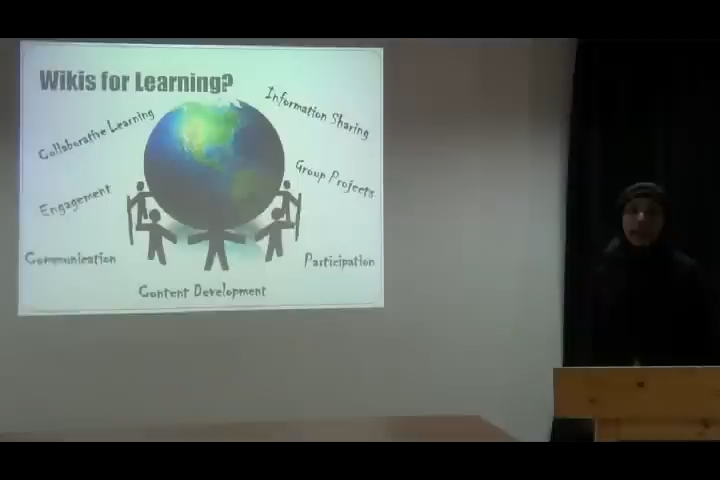 Wikis for Learning?
Information Sharing
Collaborative Learning
Group Projects
Engagement
Communication
Participation
Content Development